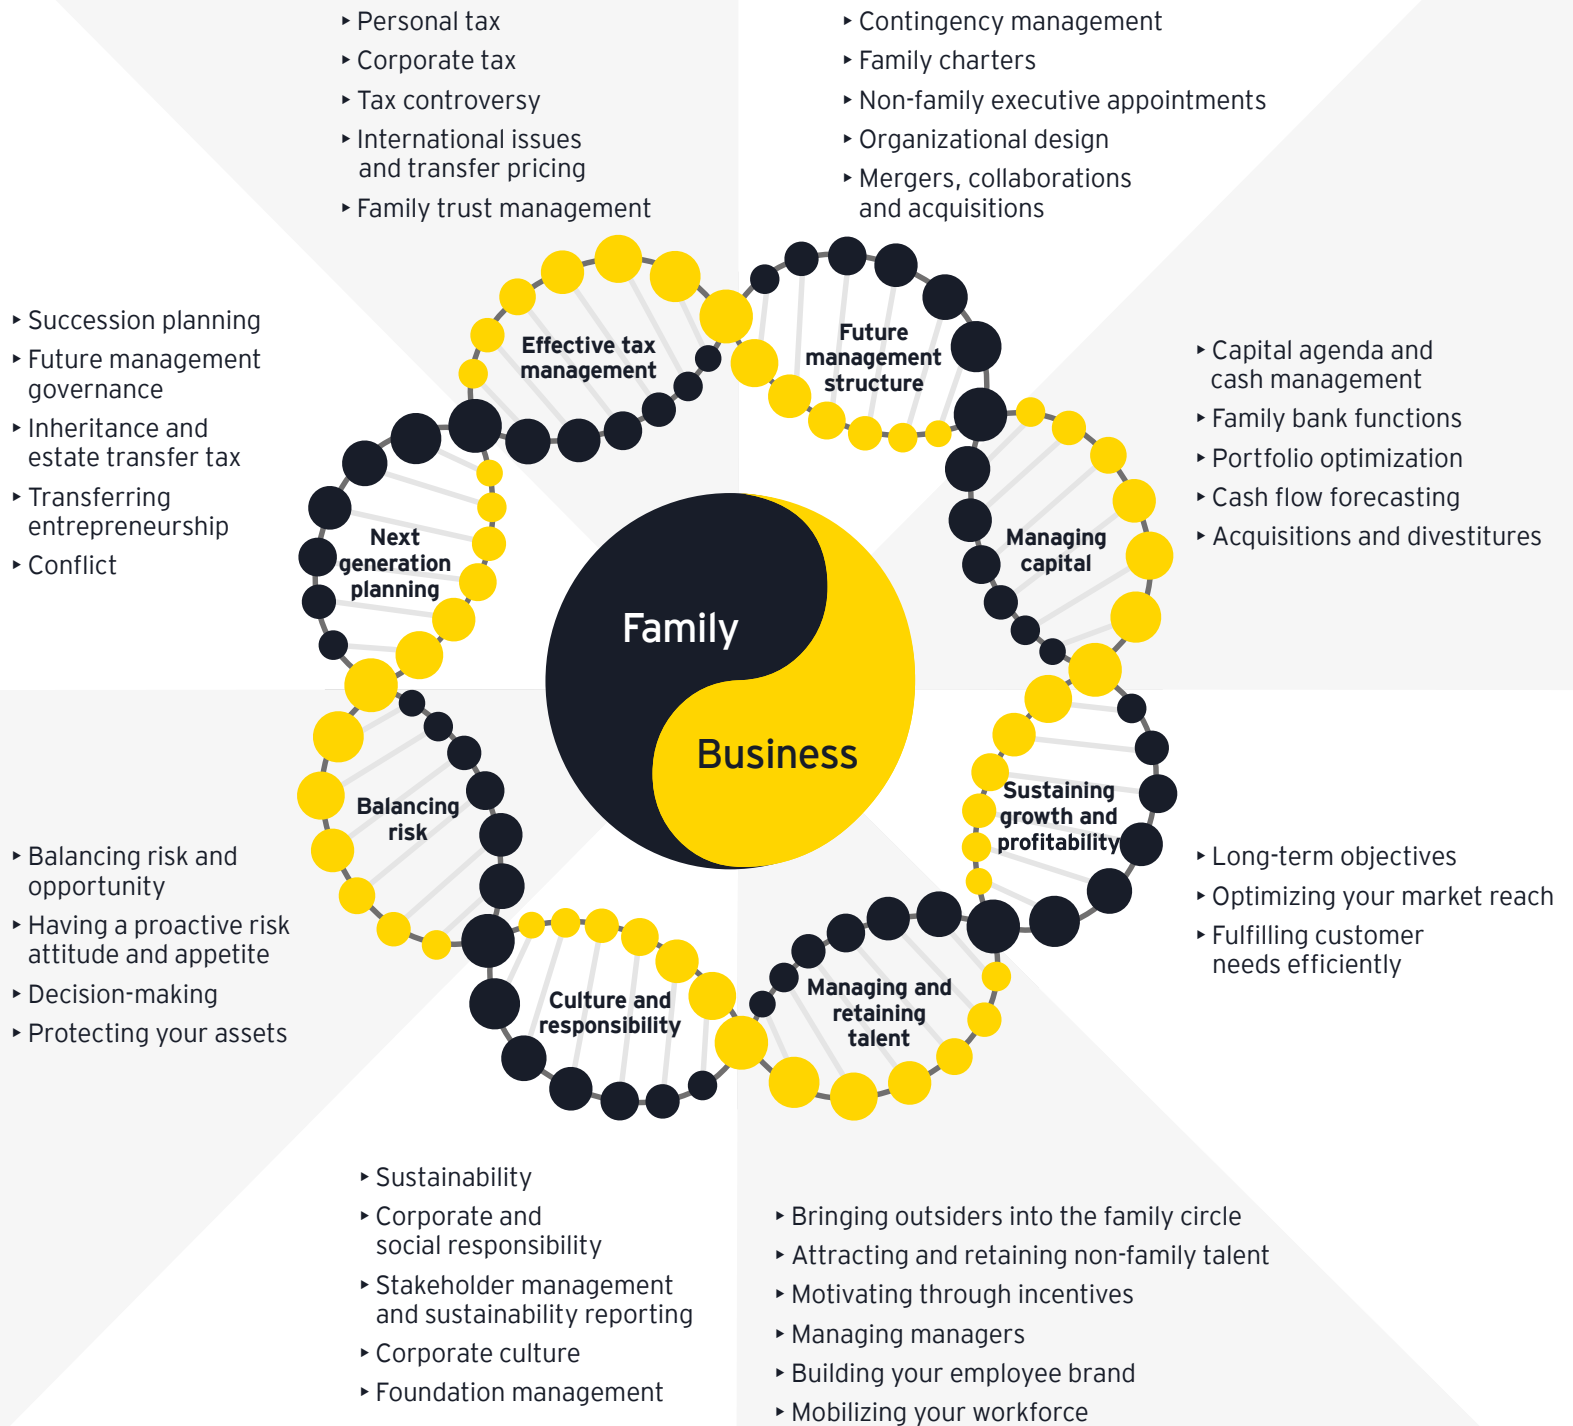 ▸ Personal tax
▸ Corporate tax
▸ Tax controversy
▸ International issues
and transfer pricing
▸ Family trust management
▸ Contingency management
▸ Family charters
▸ Non-family executive appointments
▸ Organizational design
▸ Mergers, collaborations
and acquisitions
▸ Succession planning
▸ Future management
governance
▸ Inheritance and
estate transfer tax
▸ Transferring
entrepreneurship
▸ Conflict
Effective tax
management
Future
management
structure
▸ Capital agenda and
cash management
▸ Family bank functions
▸ Portfolio optimization
▸ Cash flow forecasting
▸ Acquisitions and divestitures
Next
generation
planning
Managing
capital
Family
Business
Balancing
risk
Sustaining
growth and
profitability
▸ Balancing risk and
opportunity
▸ Having a proactive risk
attitude and appetite
▸ Decision-making
▸ Protecting your assets
▸ Long-term objectives
▸ Optimizing your market reach
▸ Fulfilling customer
needs efficiently
Culture and
responsibility
Managing and
retaining
talent
▸ Sustainability
▸ Corporate and
social responsibility
▸ Stakeholder management
and sustainability reporting
▸ Corporate culture
▸ Foundation management
▸ Bringing outsiders into the family circle
▸ Attracting and retaining non-family talent
▸ Motivating through incentives
▸ Managing managers
▸ Building your employee brand
▸ Mobilizing your workforce